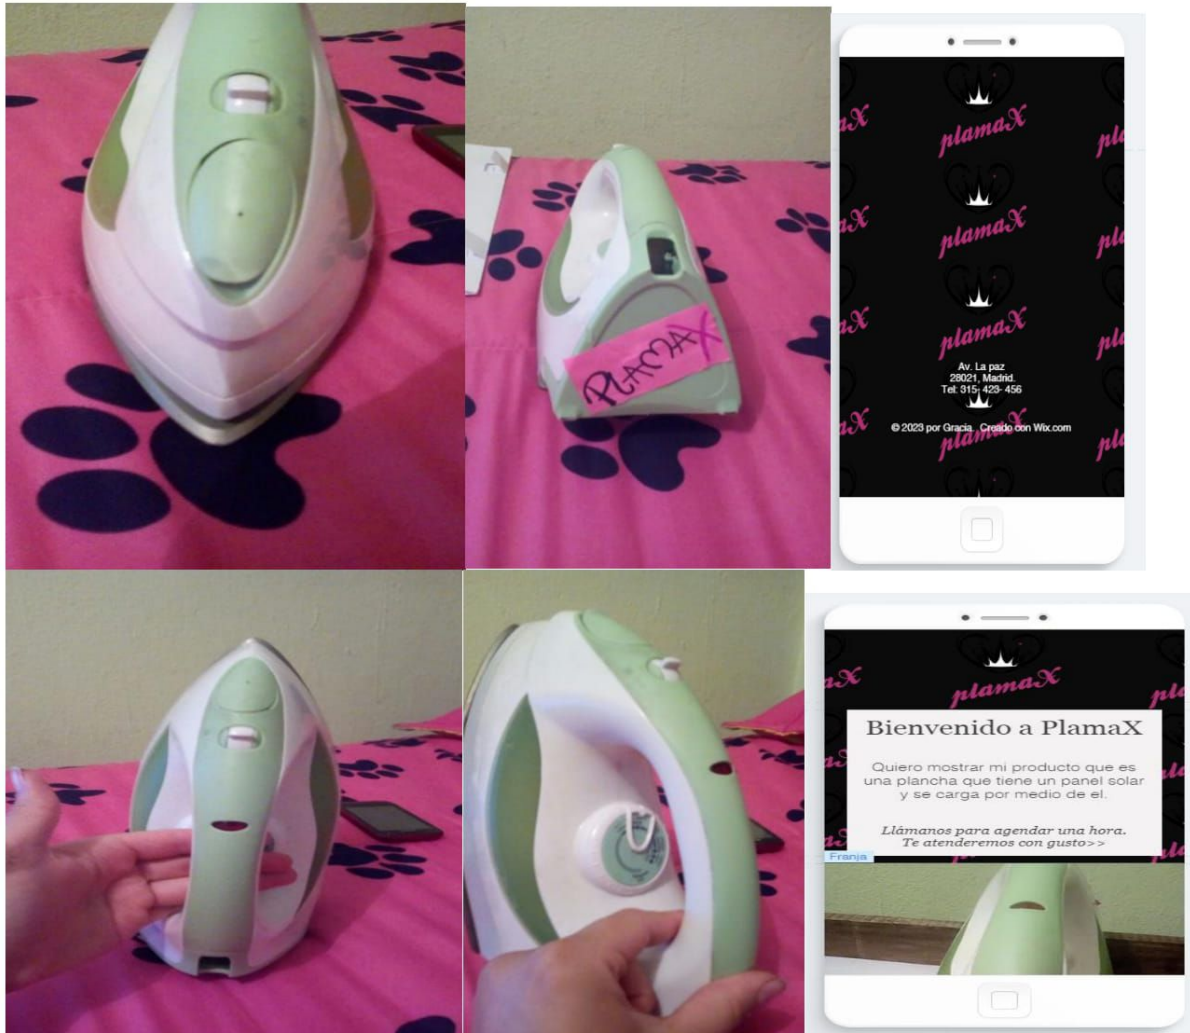 PLAMAX
plamaX
plamaX
plamaX
Av. La paz
28021, Madrid.
Tel: 315- 423- 456
© 2023 por Gracia. Creado con Wix.com
plamaX
plamaX
Bienvenido a PlamaX
Quiero mostrar mi producto que es
una plancha que tiene un panel solar
y se carga por medio de el.
Llámanos para agendar una hora.
Te atenderemos con gusto>>
Franja